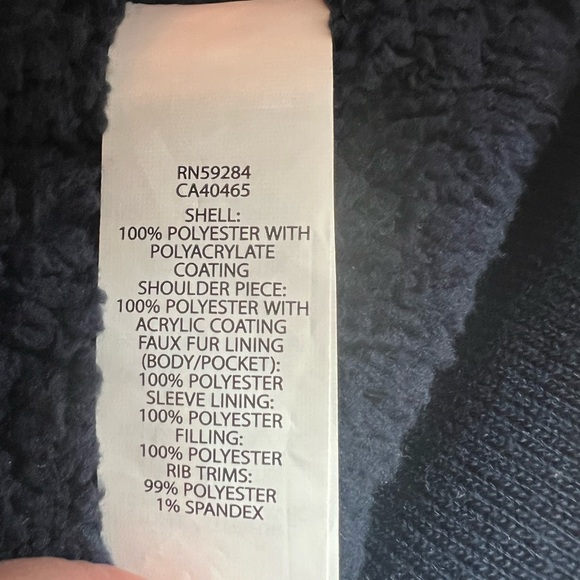 RN59284
CA40465
SHELL:
100% POLYESTER WITH
POLYACRYLATE
COATING
SHOULDER PIECE:
100% POLYESTER WITH
ACRYLIC COATING
FAUX FUR LINING
(BODY/POCKET):
100% POLYESTER
SLEEVE LINING:
100% POLYESTER
FILLING:
100% POLYESTER
RIB TRIMS:
99% POLYESTER
1% SPANDEX